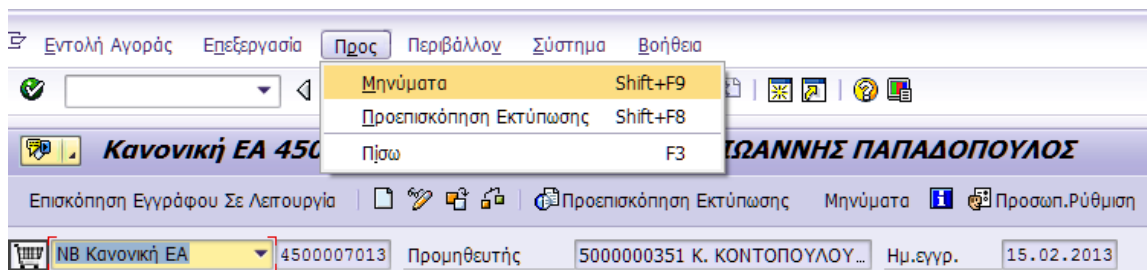 Εντολή Αγοράς Επεξεργασία Προς Περιβάλλον Σύστημα Βοήθεια
Μηνύματα Shift+F9
Προεπισκόπηση Εκτύπωσης Shift+F8
Πίσω F3
Κανονική ΕΑ 450 ΙΩΑΝΝΗΣ ΠΑΠΑΔΟΠΟΥΛΟΣ
Επισκόπηση Εγγράφου Σε Λειτουργία Προεπισκόπηση Εκτύπωσης Μηνύματα Προσωπ.Ρύθμιση
NB Κανονική ΕΑ 4500007013 Προμηθευτής 5000000351 Κ. ΚΟΝΤΟΠΟΥΛΟΥ... Ημ.εγγρ. 15.02.2013